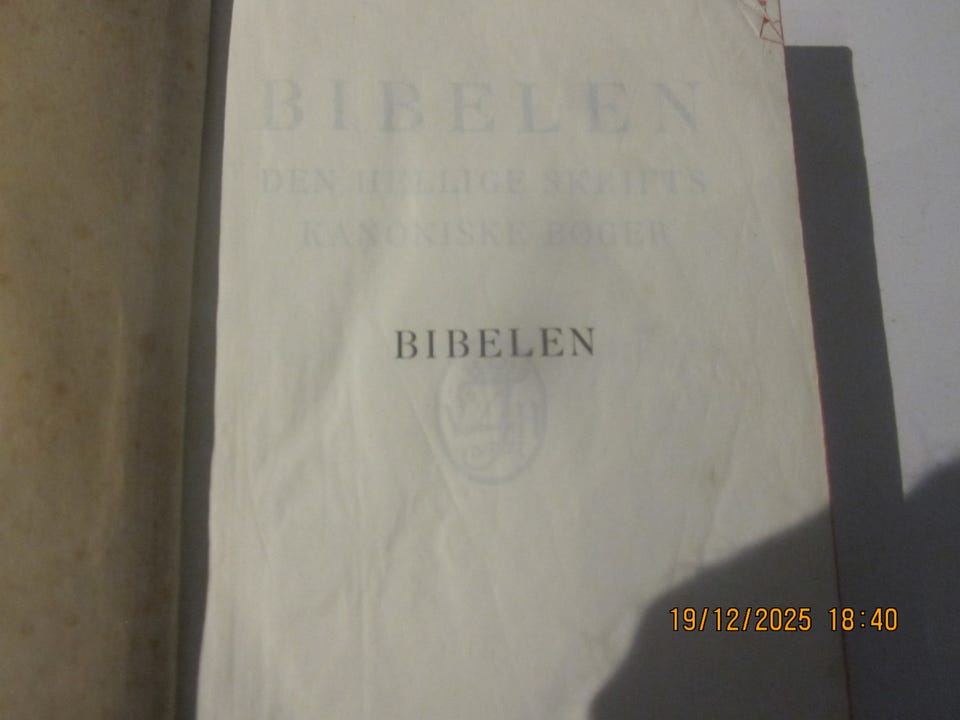 BIBELEN
DEN HELLIGE SKRIFTS
KANONISKE BØGER
BIBELEN
19/12/2025 18:40